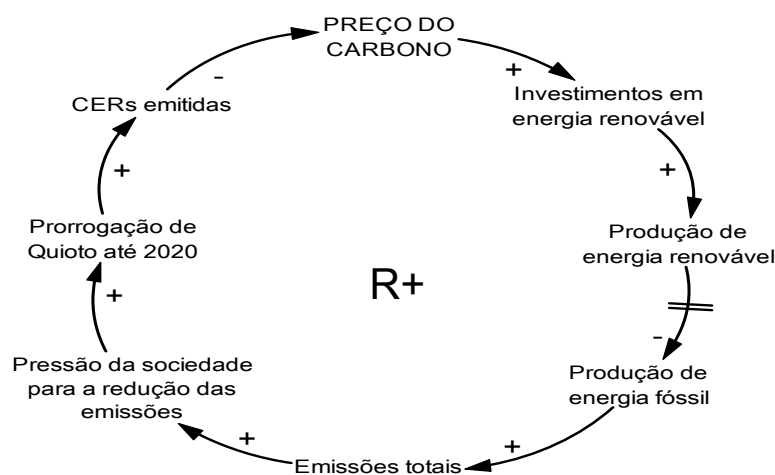 PREÇO DO
CARBONO
+
Investimentos em
energia renovável
+
Produção de
energia renovável
-
Produção de
energia fóssil
+
Emissões totais
+
Pressão da sociedade
para a redução das
emissões
+
Prorrogação de
Quioto até 2020
+
CERs emitidas
-
R+